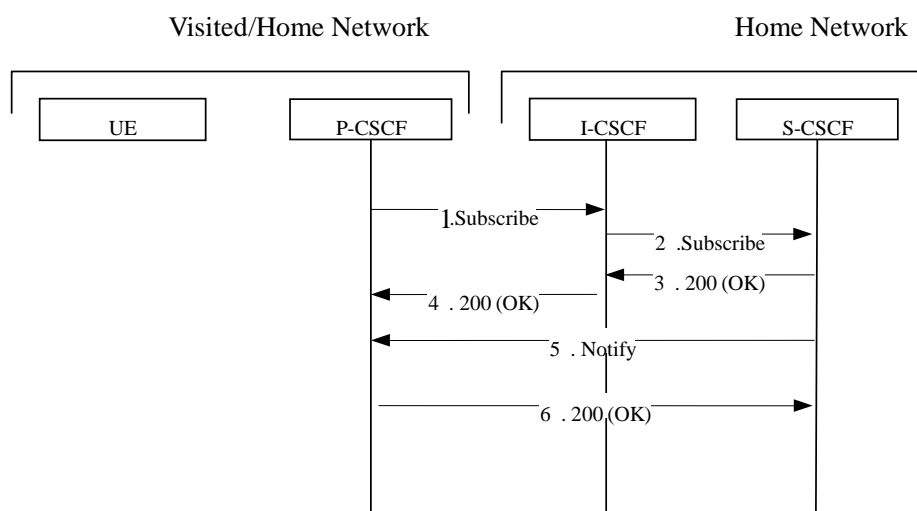 Visited/Home Network
Home Network
UE
P-CSCF
I-CSCF
S-CSCF
1.Subscribe
2 .Subscribe
3 . 200 (OK)
4 . 200 (OK)
5 . Notify
6 . 200 (OK)